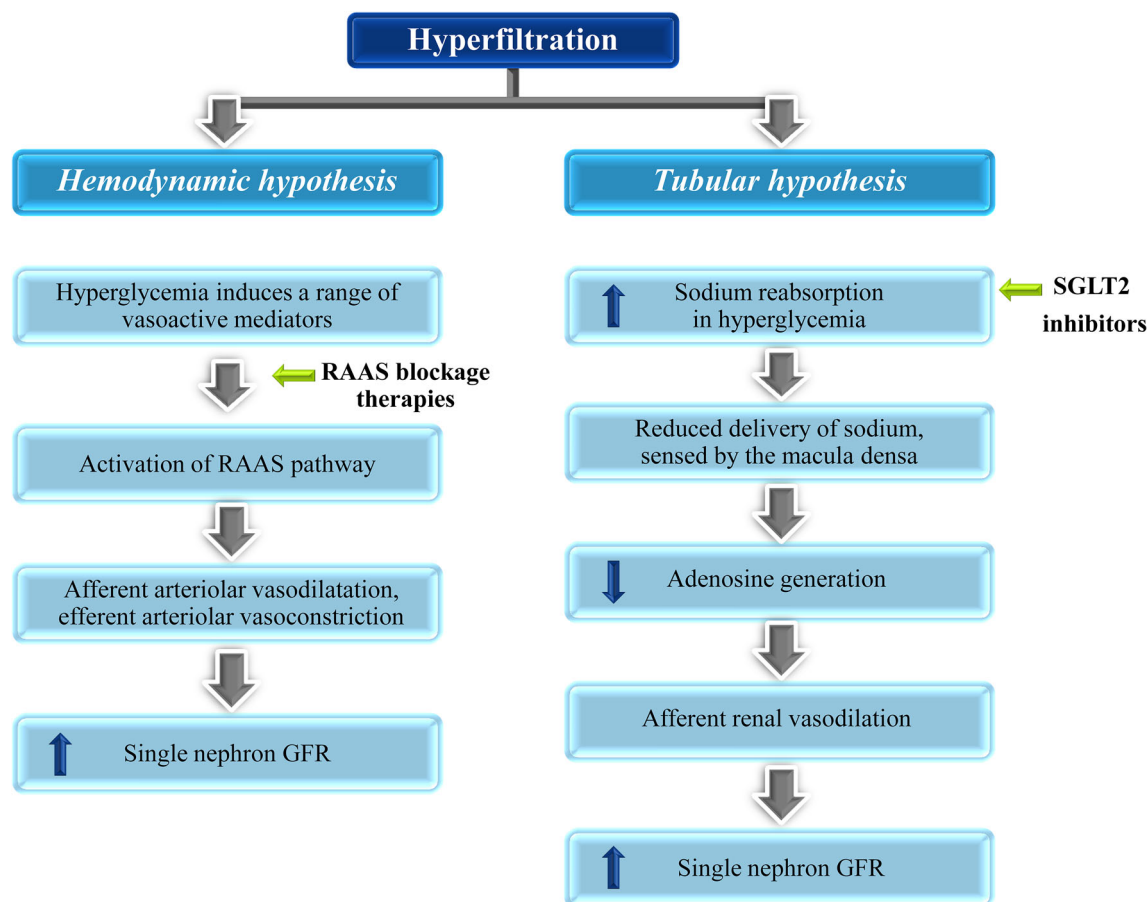 Hyperfiltration
Hemodynamic hypothesis
Hyperglycemia induces a range of
vasoactive mediators
RAAS blockage
therapies
Activation of RAAS pathway
Afferent arteriolar vasodilatation,
efferent arteriolar vasoconstriction
Single nephron GFR
Tubular hypothesis
Sodium reabsorption
in hyperglycemia
SGLT2
inhibitors
Reduced delivery of sodium,
sensed by the macula densa
Adenosine generation
Afferent renal vasodilation
Single nephron GFR